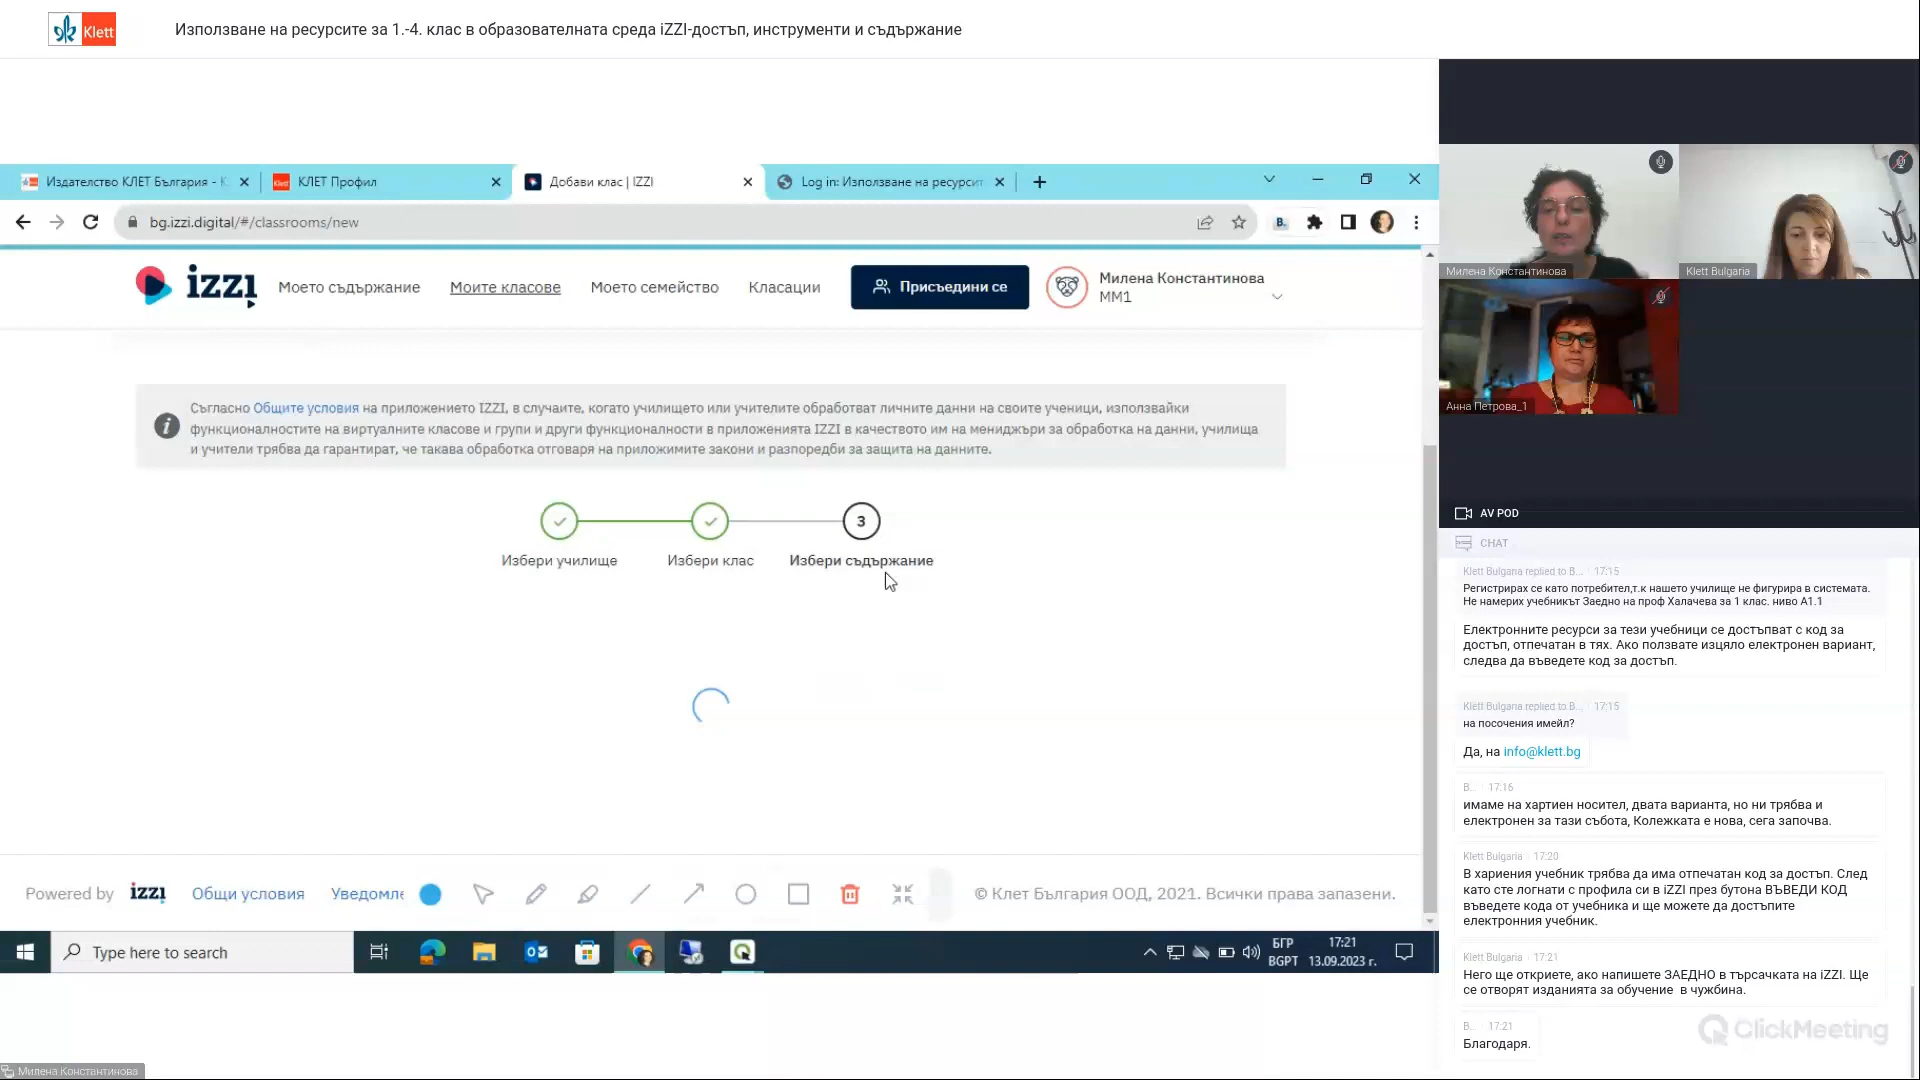 Klett
Използване на ресурсите за 1.-4. клас в образователната среда iZZI-достъп, инструменти и съдържание
Издателство КЛЕТ България - К
КЛЕТ Профил
Добави клас | IZZI
Log in: Използване на ресурсит
bg.izzi.digital/#/classrooms/new
izzi
Моето съдържание
Моите класове
Моето семейство
Класации
Присъедини се
Милена Константинова
ММ1
Съгласно Общите условия на приложението IZZI, в случаите, когато училището или учителите обработват личните данни на своите ученици, използвайки
функционалностите на виртуалните класове и групи и други функционалности в приложенията IZZI в качеството им на мениджъри за обработка на данни, училища
и учители трябва да гарантират, че такава обработка отговаря на приложимите закони и разпоредби за защита на данните.
3
Избери училище
Избери клас
Избери съдържание
Powered by izzi
Общи условия
Уведомле
© Клет България ООД, 2021. Всички права запазени.
Type here to search
БГР
BGPT
17:21
13.09.2023 г.
Милена Константинова
Милена Константинова
Klett Bulgaria
Анна Петрова_1
AV POD
CHAT
Klett Bulgaria replied to B... 17:15
Регистрирах се като потребител,т.к нашето училище не фигурира в системата.
Не намерих учебникът Заедно на проф Халачева за 1 клас. ниво А1.1
Електронните ресурси за тези учебници се достъпват с код за
достъп, отпечатан в тях. Ако ползвате изцяло електронен вариант,
следва да въведете код за достъп.
Klett Bulgaria replied to B... 17:15
на посочения имейл?
Да, на info@klett.bg
B.. 17:16
имаме на хартиен носител, двата варианта, но ни трябва и
електронен за тази събота, Колежката е нова, сега започва.
Klett Bulgaria 17:20
В хариения учебник трябва да има отпечатан код за достъп. След
като сте логнати с профила си в iZZI през бутона ВЪВЕДИ КОД
въведете кода от учебника и ще можете да достъпите
електронния учебник.
Klett Bulgaria 17:21
Него ще откриете, ако напишете ЗАЕДНО в търсачката на iZZI. Ще
се отворят изданията за обучение в чужбина.
B.. 17:21
Благодаря.
ClickMeeting